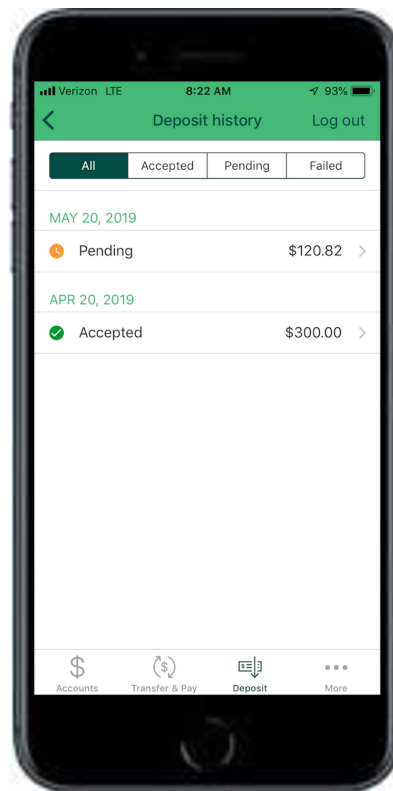 Verizon LTE 8:22 AM 93%
Deposit history Log out
All Accepted Pending Failed
MAY 20, 2019
Pending $120.82
APR 20, 2019
Accepted $300.00
Accounts Transfer & Pay Deposit More